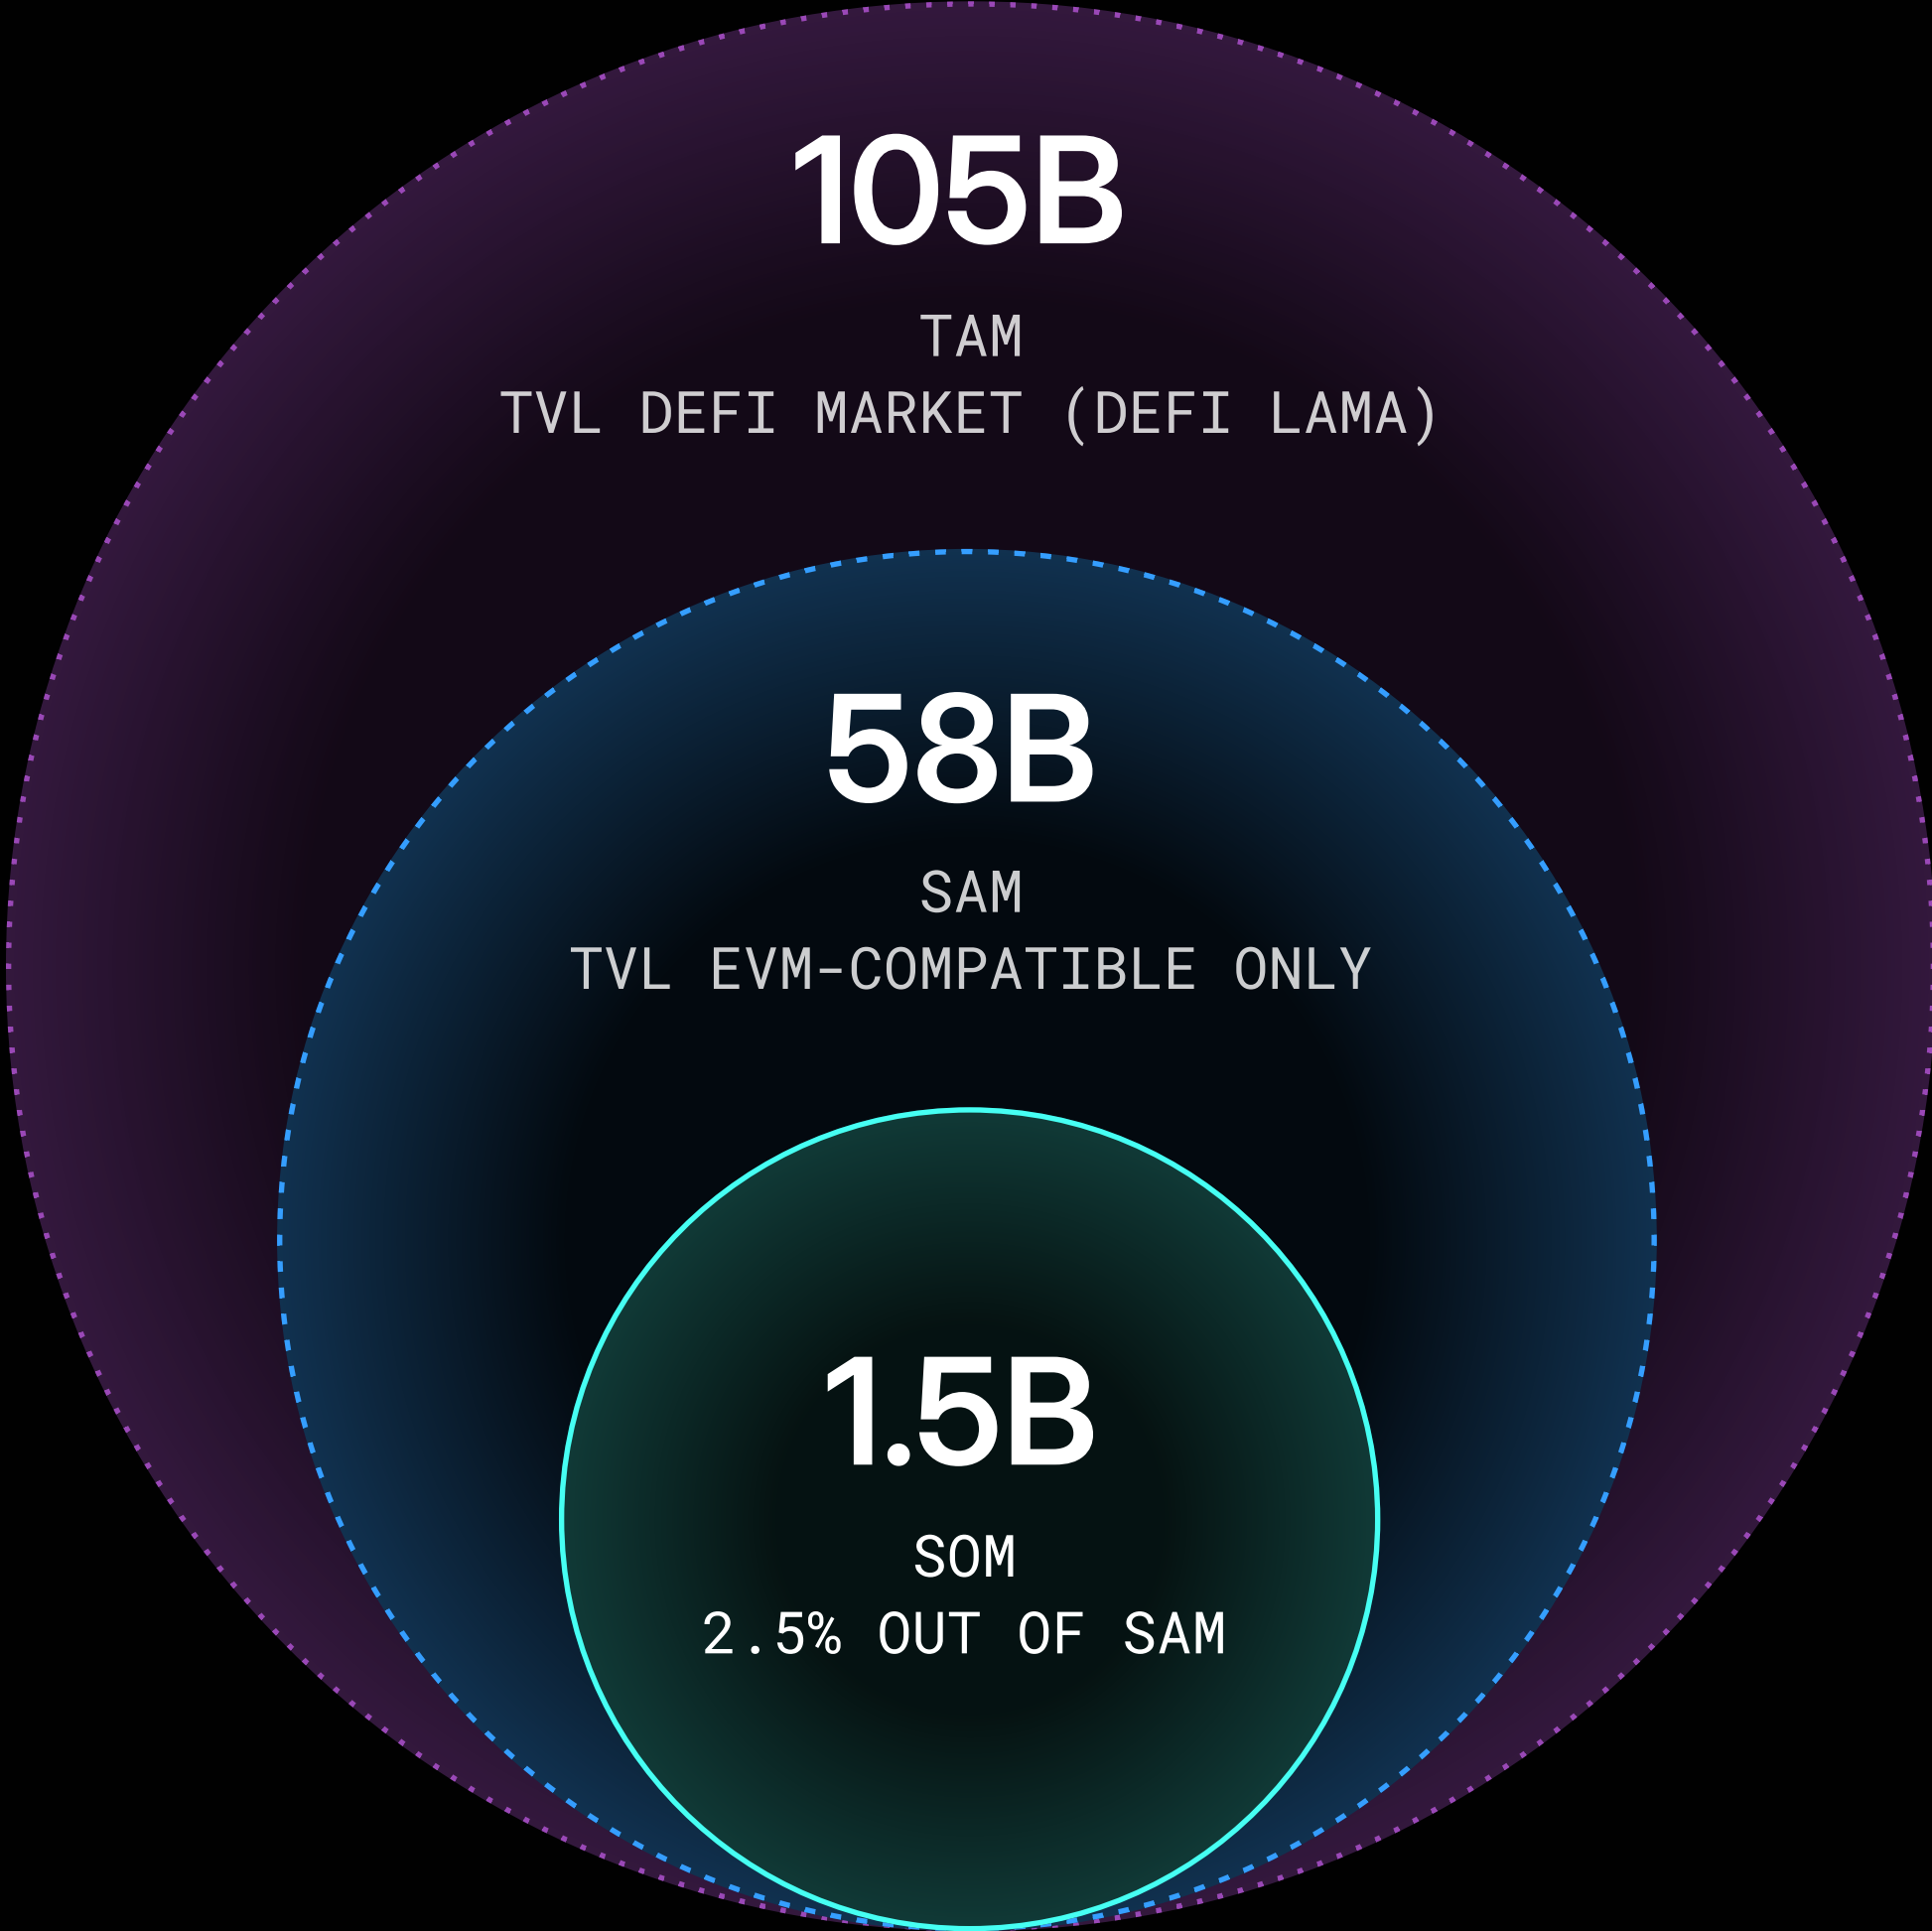 105B
TAM
TVL DEFI MARKET (DEFI LAMA)
58B
SAM
TVL EVM-COMPATIBLE ONLY
1.5B
SOM
2.5% OUT OF SAM